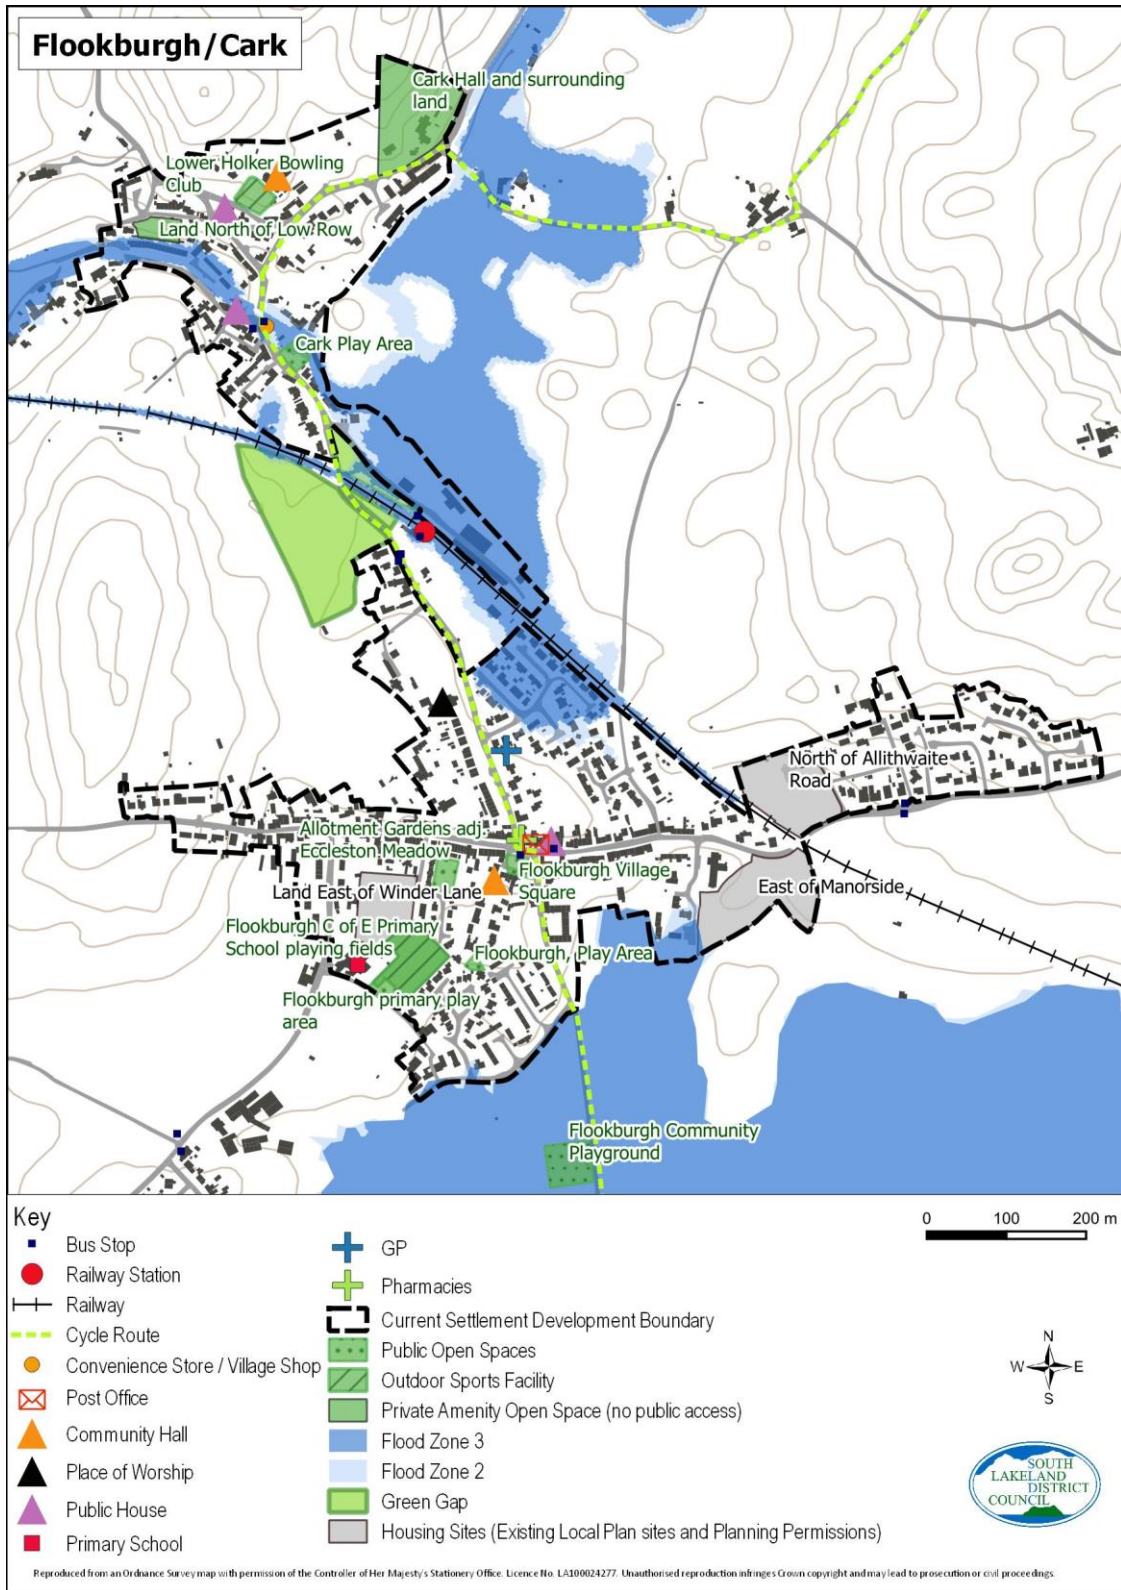 Flookburgh/Cark
Cark Hall and surrounding
land
Lower Holker Bowling
Club
Land North of Low Row
Cark Play Area
North of Allithwaite
Road
Allotment Gardens adj.
Eccleston Meadow
Flookburgh Village
Square
Land East of Winder Lane
East of Manorside
Flookburgh C of E Primary
School playing fields
Flookburgh, Play Area
Flookburgh primary play
area
Flookburgh Community
Playground
Key
Bus Stop
Railway Station
Railway
Cycle Route
Convenience Store / Village Shop
Post Office
Community Hall
Place of Worship
Public House
Primary School
GP
Pharmacies
Current Settlement Development Boundary
Public Open Spaces
Outdoor Sports Facility
Private Amenity Open Space (no public access)
Flood Zone 3
Flood Zone 2
Green Gap
Housing Sites (Existing Local Plan sites and Planning Permissions)
0 100 200 m
N
W E
S
SOUTH
LAKELAND
DISTRICT
COUNCIL
Reproduced from an Ordnance Survey map with permission of the Controller of Her Majesty's Stationery Office. Licence No. LA100024277. Unauthorised reproduction infringes Crown copyright and may lead to prosecution or civil proceedings.